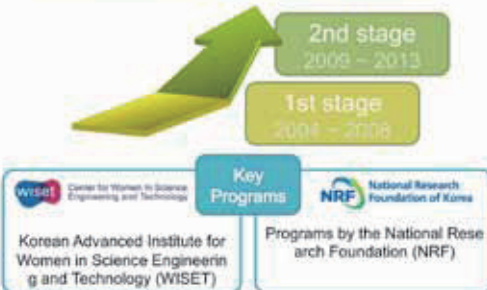 2nd stage
2009 ~ 2013
1st stage
2004 ~ 2008
Key
Programs
wiset Center for Women in Science
Engineering and Technology
Korean Advanced Institute for
Women in Science Engineerin
g and Technology (WISET)
NRF National Research
Foundation of Korea
Programs by the National Rese
arch Foundation (NRF)